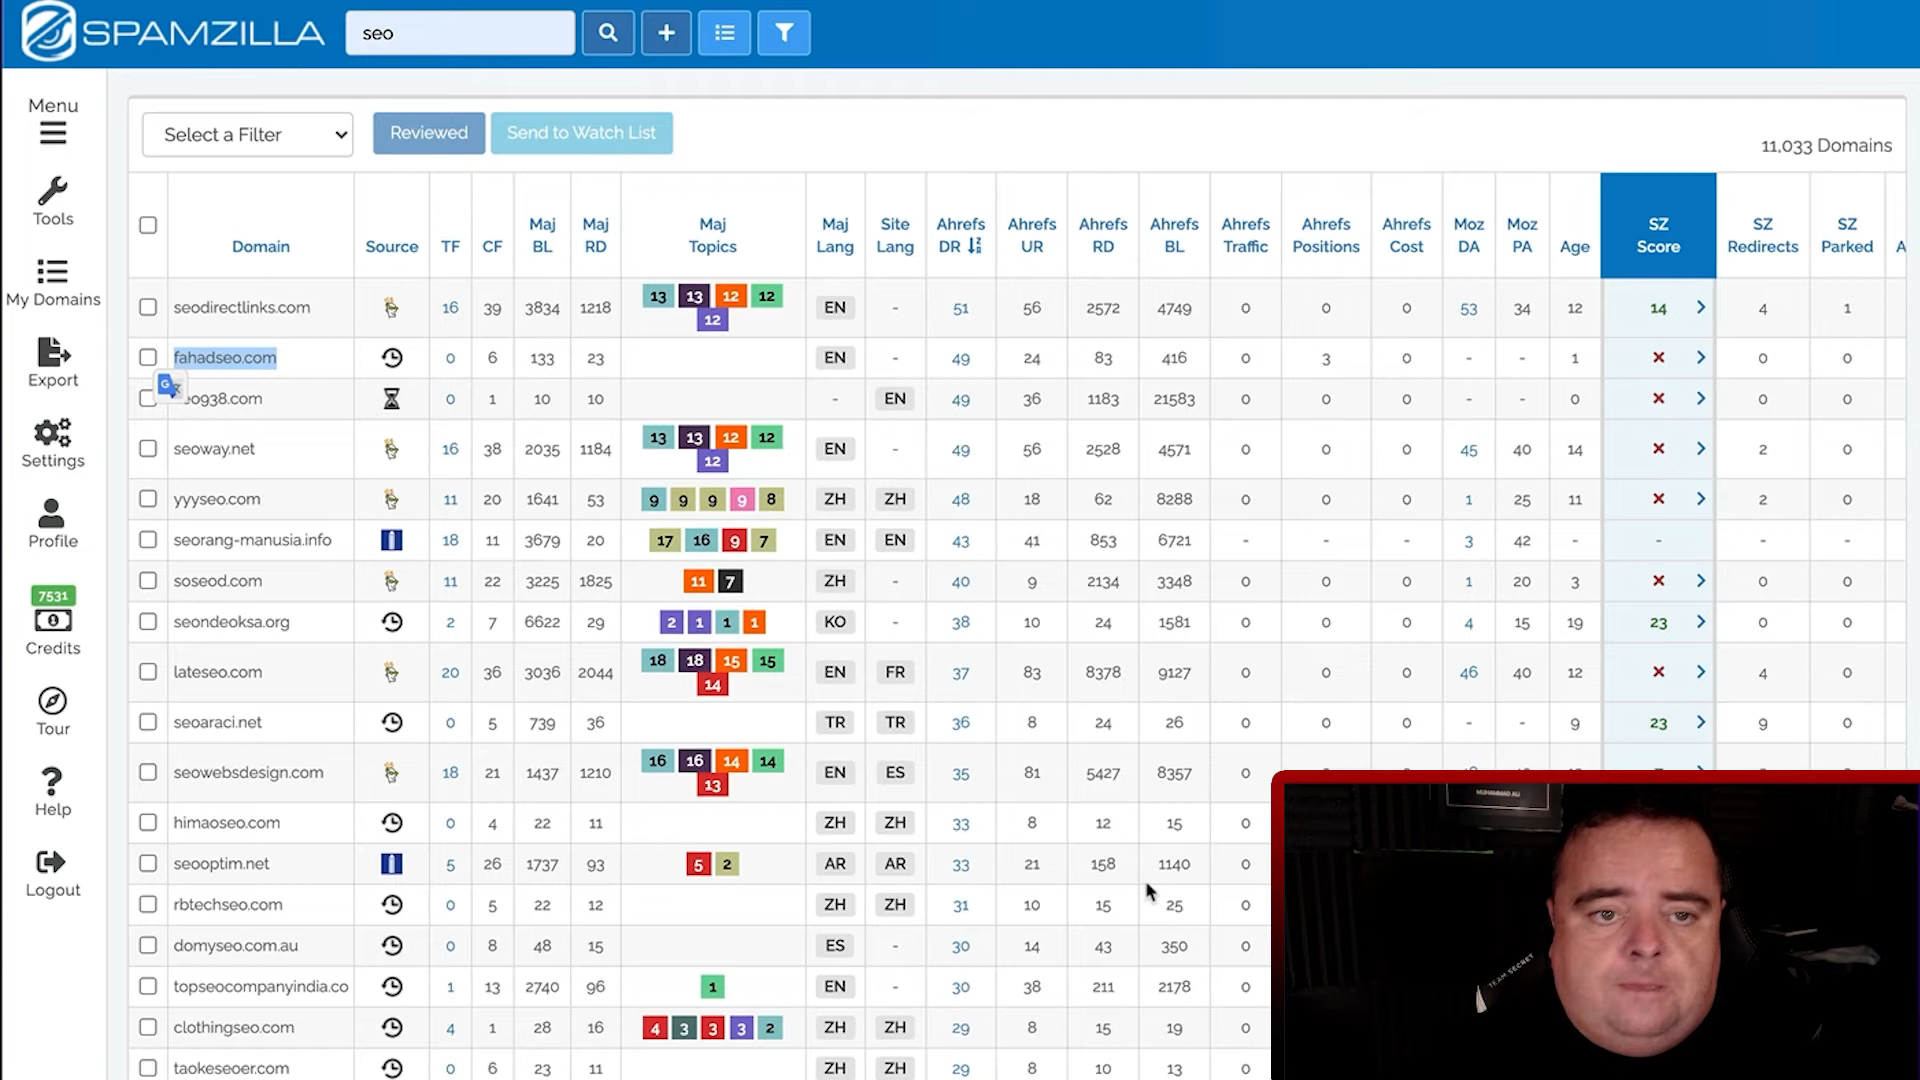 SPAMZILLA
seo
Menu
Tools
My Domains
Export
Settings
Profile
7531
Credits
Tour
Help
Logout
Select a Filter
Reviewed
Send to Watch List
11,033 Domains
Domain Source TF CF Maj BL Maj RD Maj Topics Maj Lang Site Lang Ahrefs DR Ahrefs UR Ahrefs RD Ahrefs BL Ahrefs Traffic Ahrefs Positions Ahrefs Cost Moz DA Moz PA Age SZ Score SZ Redirects SZ Parked A
seodirectlinks.com 16 39 3834 1218 13 13 12 12 12 EN - 51 56 2572 4749 0 0 0 53 34 12 14 4 1
fahadseo.com 0 6 133 23 EN - 49 24 83 416 0 3 0 - - 1 0 0
eo938.com 0 1 10 10 - EN 49 36 1183 21583 0 0 0 - - 0 0 0
seoway.net 16 38 2035 1184 13 13 12 12 12 EN - 49 56 2528 4571 0 0 0 45 40 14 2 0
yyyseo.com 11 20 1641 53 9 9 9 9 8 ZH ZH 48 18 62 8288 0 0 0 1 25 11 2 0
seorang-manusia.info 18 11 3679 20 17 16 9 7 EN EN 43 41 853 6721 - - - 3 42 - - - -
soseod.com 11 22 3225 1825 11 7 ZH - 40 9 2134 3348 0 0 0 1 20 3 0 0
seondeoksa.org 2 7 6622 29 2 1 1 1 KO - 38 10 24 1581 0 0 0 4 15 19 23 0 0
lateseo.com 20 36 3036 2044 18 18 15 15 14 EN FR 37 83 8378 9127 0 0 0 46 40 12 4 0
seoaraci.net 0 5 739 36 TR TR 36 8 24 26 0 0 0 - - 9 23 9 0
seowebsdesign.com 18 21 1437 1210 16 16 14 14 13 EN ES 35 81 5427 8357 0
himaoseo.com 0 4 22 11 ZH ZH 33 8 12 15 0
seooptim.net 5 26 1737 93 5 2 AR AR 33 21 158 1140 0
rbtechseo.com 0 5 22 12 ZH ZH 31 10 15 25 0
domyseo.com.au 0 8 48 15 ES - 30 14 43 350 0
topseocompanyindia.co 1 13 2740 96 1 EN - 30 38 211 2178 0
clothingseo.com 4 1 28 16 4 3 3 3 2 ZH ZH 29 8 15 19 0
taokeseoer.com 0 6 23 11 ZH ZH 29 8 10 13 0
MUHAMMAD ALI
TEAM SECRET